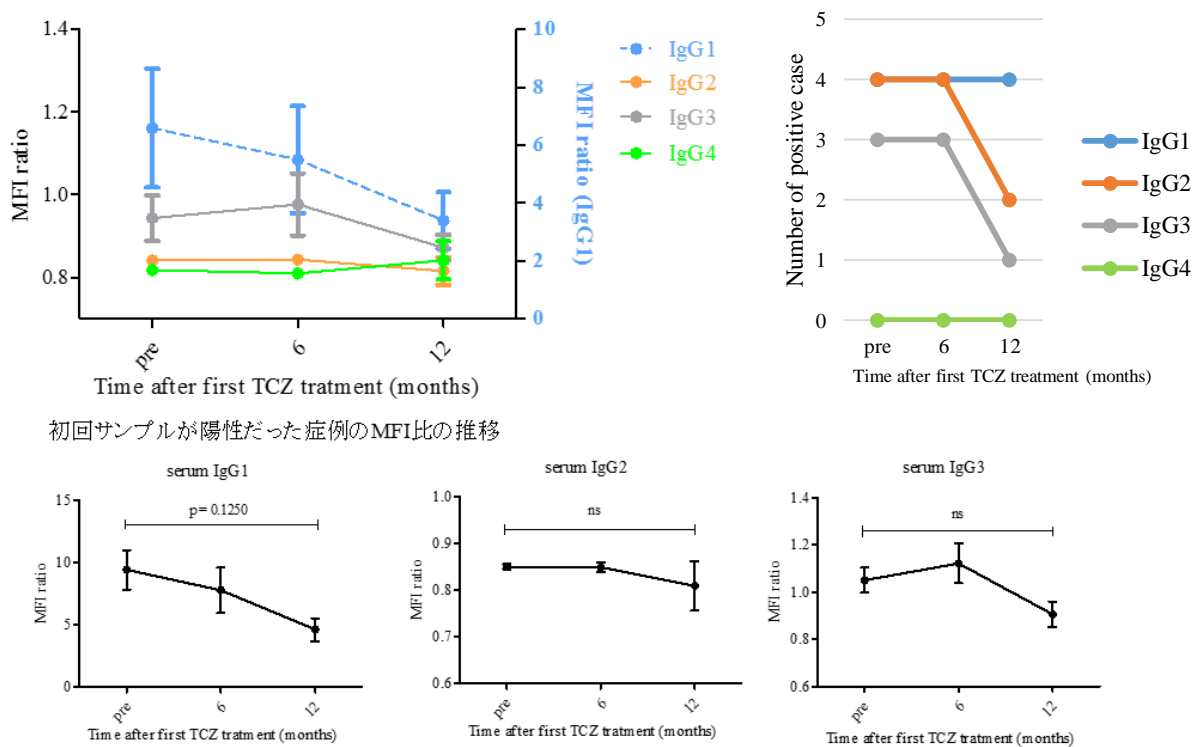 1.4
1.2
1.0
0.8
MFI ratio
10
8
6
4
2
0
MFI ratio (IgG1)
IgG1
IgG2
IgG3
IgG4
pre
6
12
Time after first TCZ tratment (months)
5
4
3
2
1
0
Number of positive case
pre
6
12
Time after first TCZ treatment (months)
IgG1
IgG2
IgG3
IgG4
初回サンプルが陽性だった症例のMFI比の推移
serum IgG1
15
10
5
0
MFI ratio
p= 0.1250
pre
6
12
Time after first TCZ tratment (months)
serum IgG2
1.0
0.9
0.8
0.7
0.6
MFI ratio
ns
pre
6
12
Time after first TCZ tratment (months)
serum IgG3
1.4
1.2
1.0
0.8
0.6
MFI ratio
ns
pre
6
12
Time after first TCZ tratment (months)